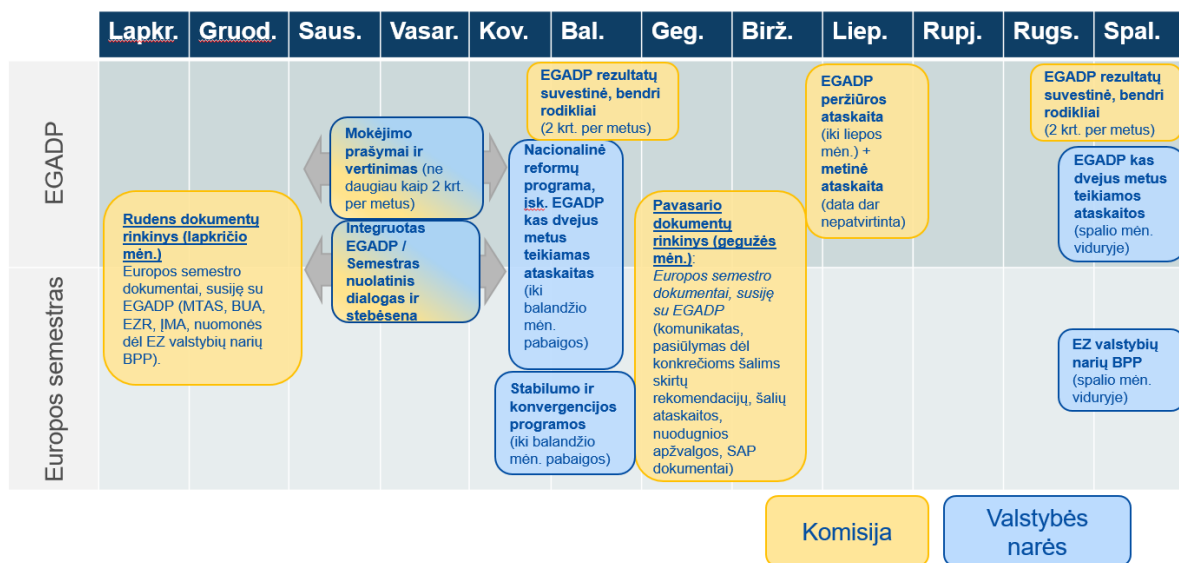 Lapkr. Gruod. Saus. Vasar. Kov. Bal. Geg. Birž. Liep. Rupj. Rugs. Spal.
EGADP
Europos semestras
Rudens dokumentų
rinkinys (lapkričio
mėn.)
Europos semestro
dokumentai, susiję su
EGADP (MTAS, BUA,
EZR, ĮMA, nuomonės
dėl EZ valstybių narių
BPP).
Mokėjimo
prašymai ir
vertinimas (ne
daugiau kaip 2 krt.
per metus)
Integruotas
EGADP /
Semestras
nuolatinis
dialogas ir
stebėsena
EGADP rezultatų
suvestinė, bendri
rodikliai
(2 krt. per metus)
Nacionalinė
reformų
programa,
įsk. EGADP
kas dvejus
metus
teikiamas
ataskaitas
(iki
balandžio
mėn.
pabaigos)
Stabilumo ir
konvergencijos
programos
(iki balandžio
mėn. pabaigos)
Pavasario
dokumentų
rinkinys (gegužės
mėn.):
Europos semestro
dokumentai, susiję
su EGADP
(komunikatas,
pasiūlymas dėl
konkrečioms šalims
skirtų
rekomendacijų, šalių
ataskaitos,
nuodugnios
apžvalgos, SAP
dokumentai)
EGADP
peržiūros
ataskaita
(iki liepos
mėn.) +
metinė
ataskaita
(data dar
nepatvirtinta)
EGADP rezultatų
suvestinė, bendri
rodikliai
(2 krt. per metus)
EGADP kas
dvejus metus
teikiamos
ataskaitos
(spalio mėn.
viduryje)
EZ valstybių
narių BPP
(spalio mėn.
viduryje)
Komisija
Valstybės
narės